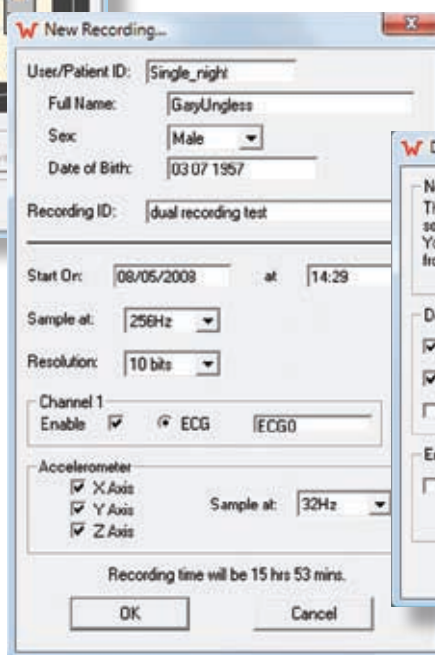 New Recording...
User/Patient ID: Single_night
Full Name: GaryUngless
Sex: Male
Date of Birth: 03 07 1957
Recording ID: dual recording test
Start On: 08/05/2008 at 14:29
Sample at: 256Hz
Resolution: 10 bits
Channel 1
Enable ECG ECG0
Accelerometer
X Axis
Y Axis Sample at: 32Hz
Z Axis
Recording time will be 15 hrs 53 mins.
OK Cancel